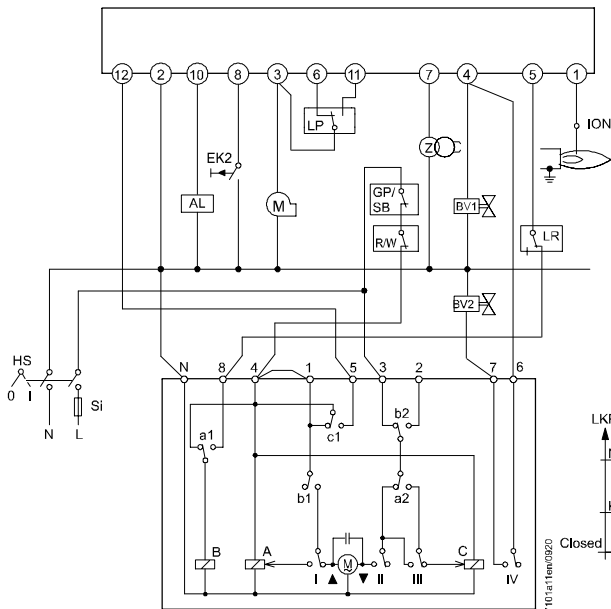 12 2 10 8 3 6 11 7 4 5 1
LP
ION
EK2
Z
GP/
SB
AL
M
BV1
R/W
LR
BV2
HS
0 I
Si
N L
N 8 4 1 5 3 2 7 6
LKP
a1
c1
b2
N
b1
a2
K
B A I M II III C IV
Closed
7101a11en/0920